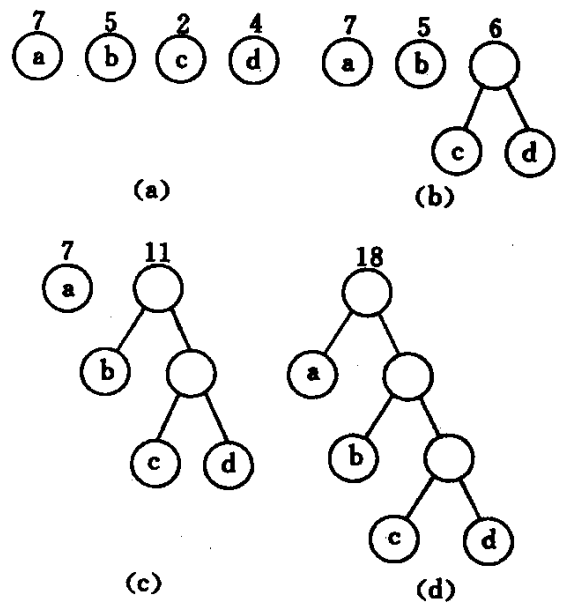 7 5 2 4 7 5 6
a b c d a b
c d
(a) (b)
7 11 18
a
b a
c d b
c d
(c) (d)